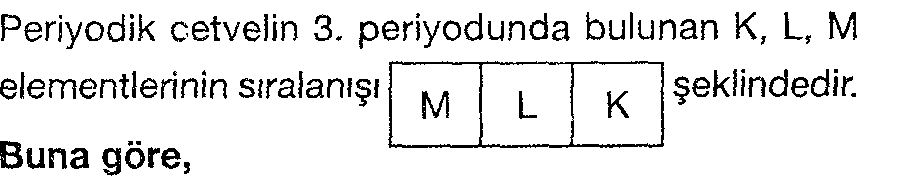 Periyodik cetvelin 3. periyodunda bulunan K, L, M
elementlerinin sıralanışı M L K şeklindedir.
Buna göre,